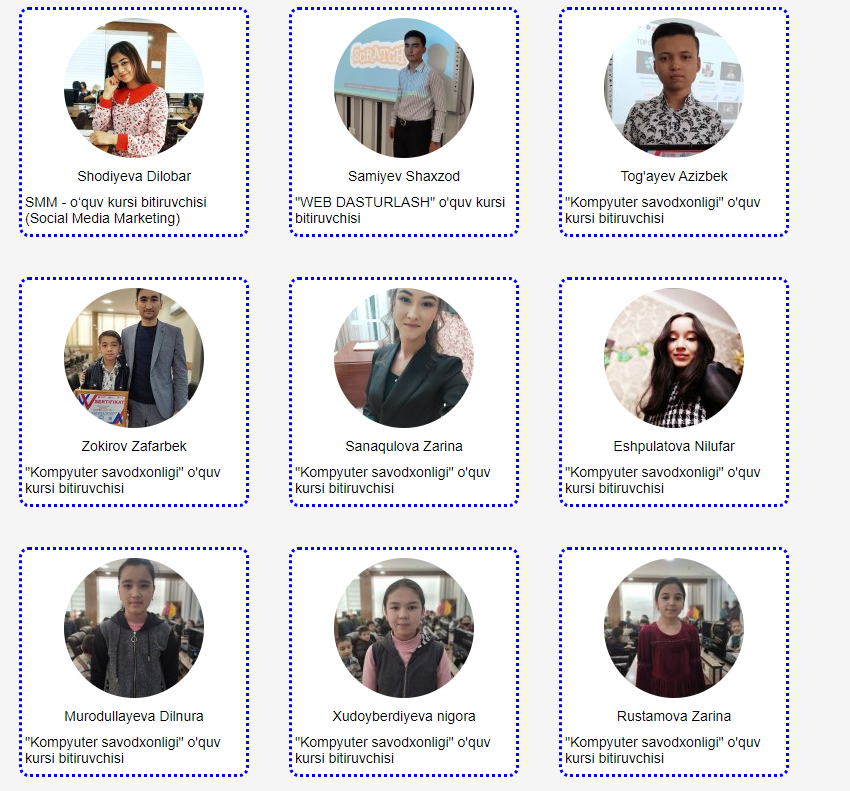 SCRATCH
Shodiyeva Dilobar
SMM - o‘quv kursi bitiruvchisi
(Social Media Marketing)
Samiyev Shaxzod
"WEB DASTURLASH" o'quv kursi
bitiruvchisi
Tog'ayev Azizbek
"Kompyuter savodxonligi" o'quv
kursi bitiruvchisi
SERTIFIKAT
Zokirov Zafarbek
"Kompyuter savodxonligi" o'quv
kursi bitiruvchisi
Sanaqulova Zarina
"Kompyuter savodxonligi" o'quv
kursi bitiruvchisi
Eshpulatova Nilufar
"Kompyuter savodxonligi" o'quv
kursi bitiruvchisi
Murodullayeva Dilnura
"Kompyuter savodxonligi" o'quv
kursi bitiruvchisi
Xudoyberdiyeva nigora
"Kompyuter savodxonligi" o'quv
kursi bitiruvchisi
Rustamova Zarina
"Kompyuter savodxonligi" o'quv
kursi bitiruvchisi